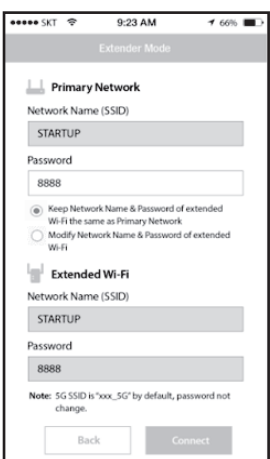 SKT 9:23 AM 66%
Extender Mode
Primary Network
Network Name (SSID)
STARTUP
Password
8888
Keep Network Name & Password of extended
Wi-Fi the same as Primary Network
Modify Network Name & Password of extended
Wi-Fi
Extended Wi-Fi
Network Name (SSID)
STARTUP
Password
8888
Note: 5G SSID is "xxx_5G" by default, password not
change.
Back Connect